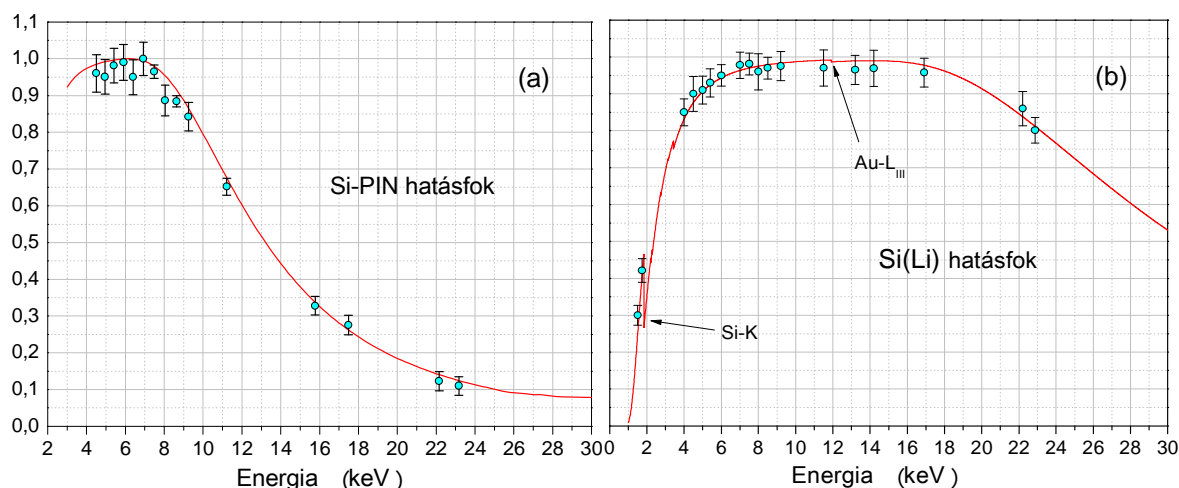 1,1
1,0
0,9
0,8
0,7
0,6
0,5
0,4
0,3
0,2
0,1
0,0
(a)
Si-PIN hatásfok
2 4 6 8 10 12 14 16 18 20 22 24 26 28 30
Energia (keV)
(b)
Au-L_III
Si(Li) hatásfok
Si-K
0 2 4 6 8 10 12 14 16 18 20 22 24 26 28 30
Energia (keV)